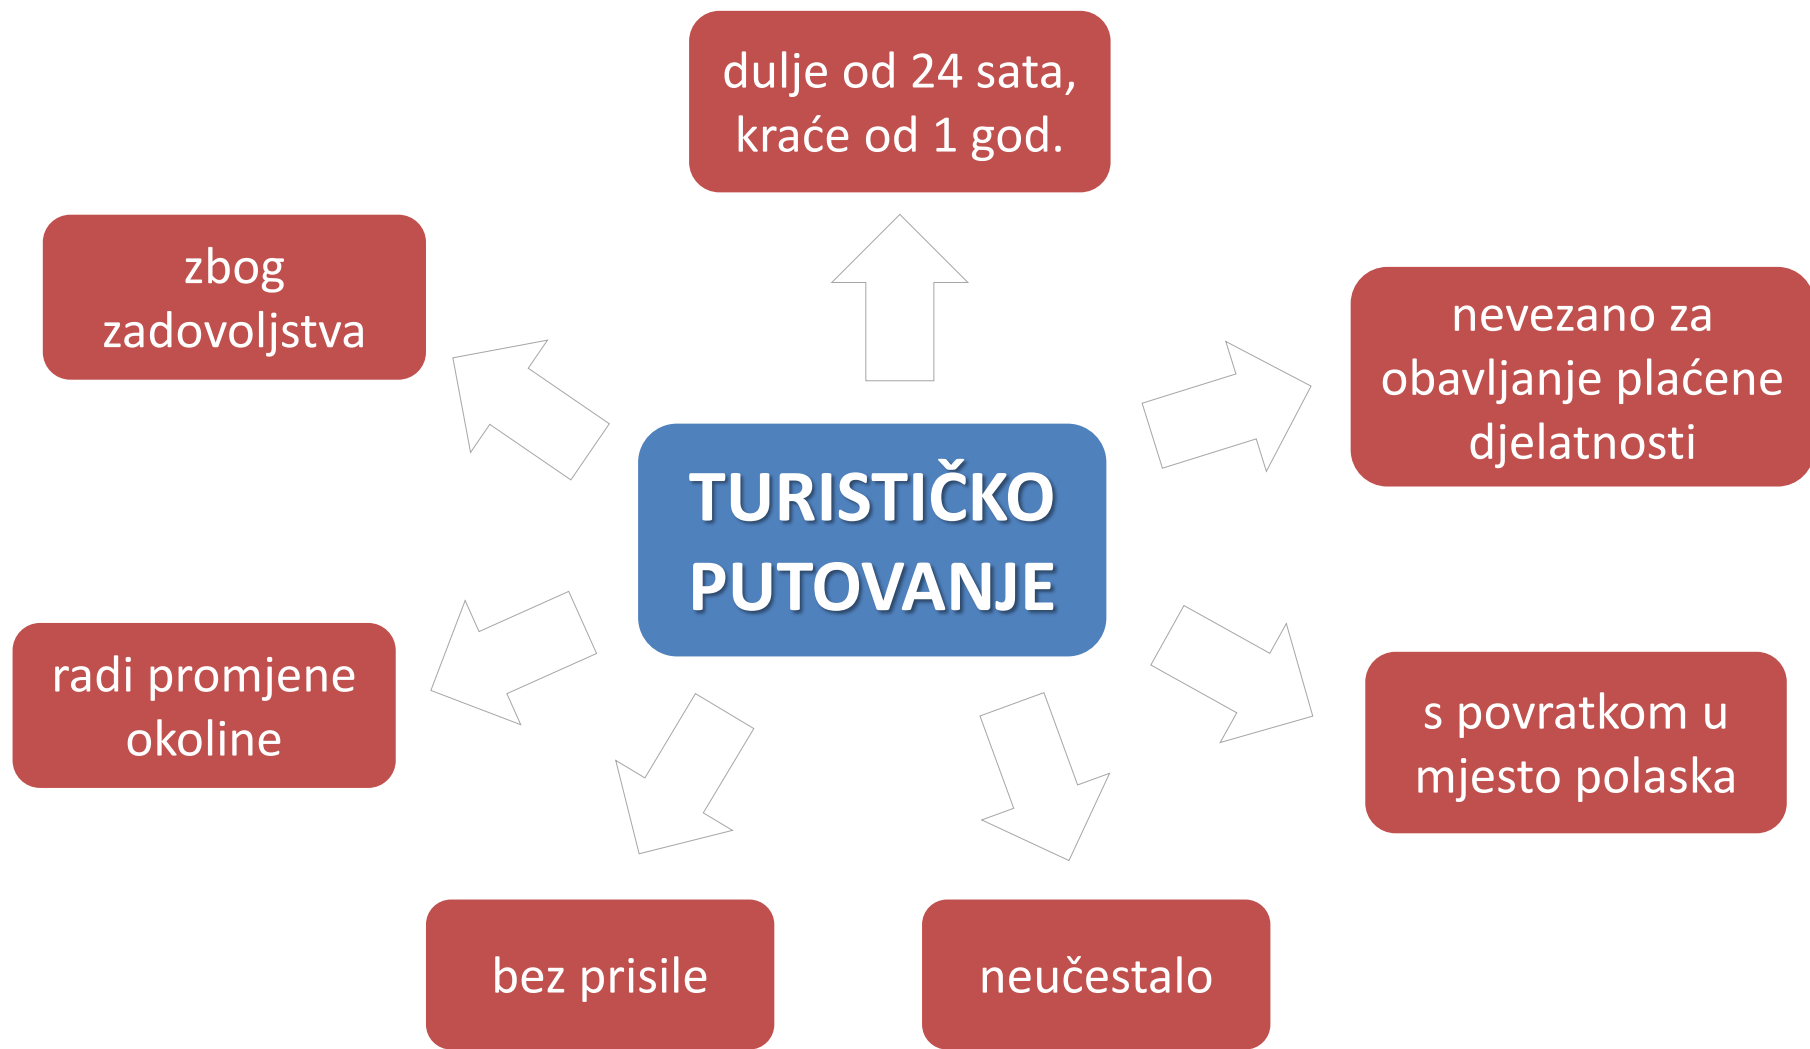 dulje od 24 sata,
kraće od 1 god.
zbog
zadovoljstva
nevezano za
obavljanje plaćene
djelatnosti
TURISTIČKO
PUTOVANJE
radi promjene
okoline
s povratkom u
mjesto polaska
bez prisile
neučestalo